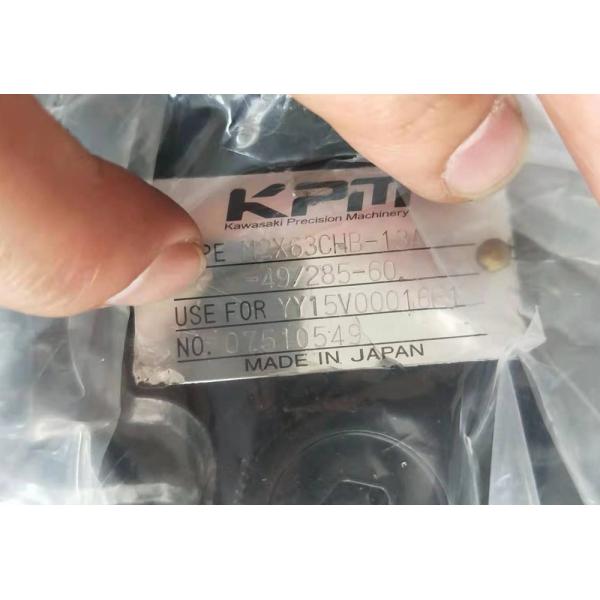 KPM
Kawasaki Precision Machinery
PE M2X63CHB-13A
-49/285-60
USE FOR YY15V00016F1
NO. 07510549
MADE IN JAPAN